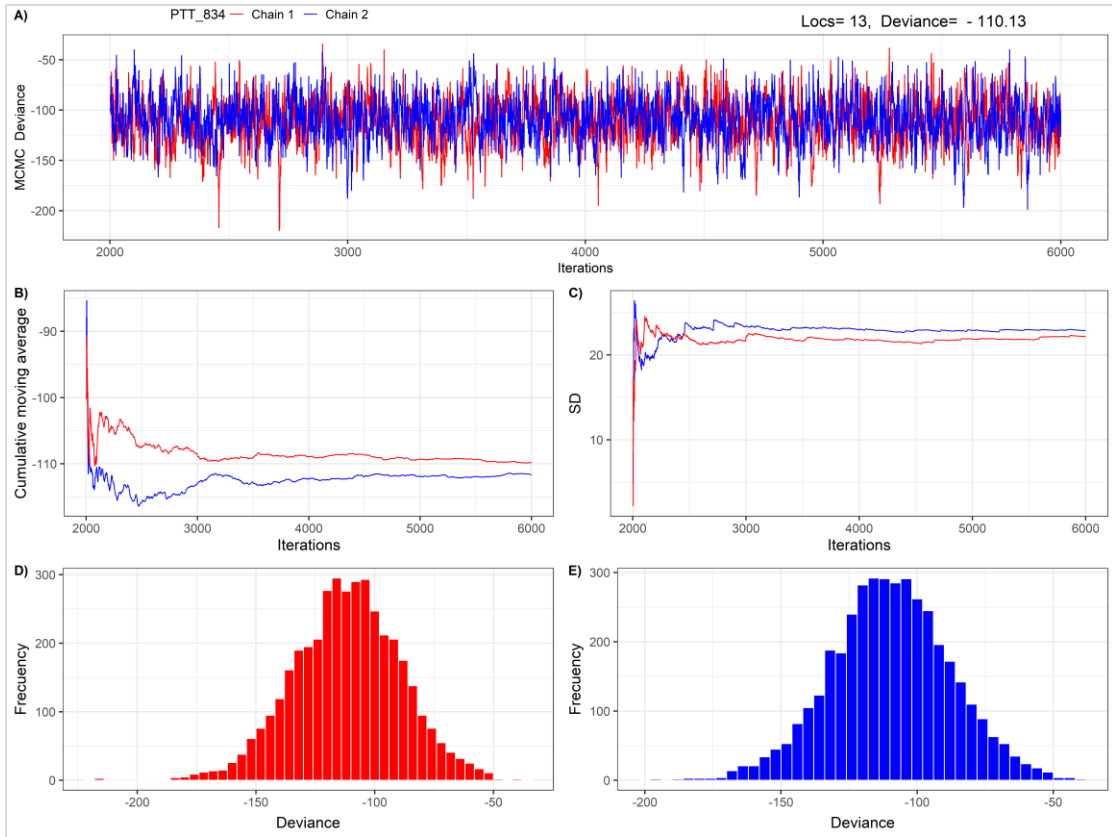 A)
PTT_834 Chain 1 Chain 2
Locs= 13, Deviance= - 110.13
MCMC Deviance
-50
-100
-150
-200
2000 3000 4000 5000 6000
Iterations
B)
Cumulative moving average
-90
-100
-110
2000 3000 4000 5000 6000
Iterations
C)
SD
20
10
2000 3000 4000 5000 6000
Iterations
D)
Frecuency
300
200
100
0
-200 -150 -100 -50
Deviance
E)
Frecuency
300
200
100
0
-200 -150 -100 -50
Deviance